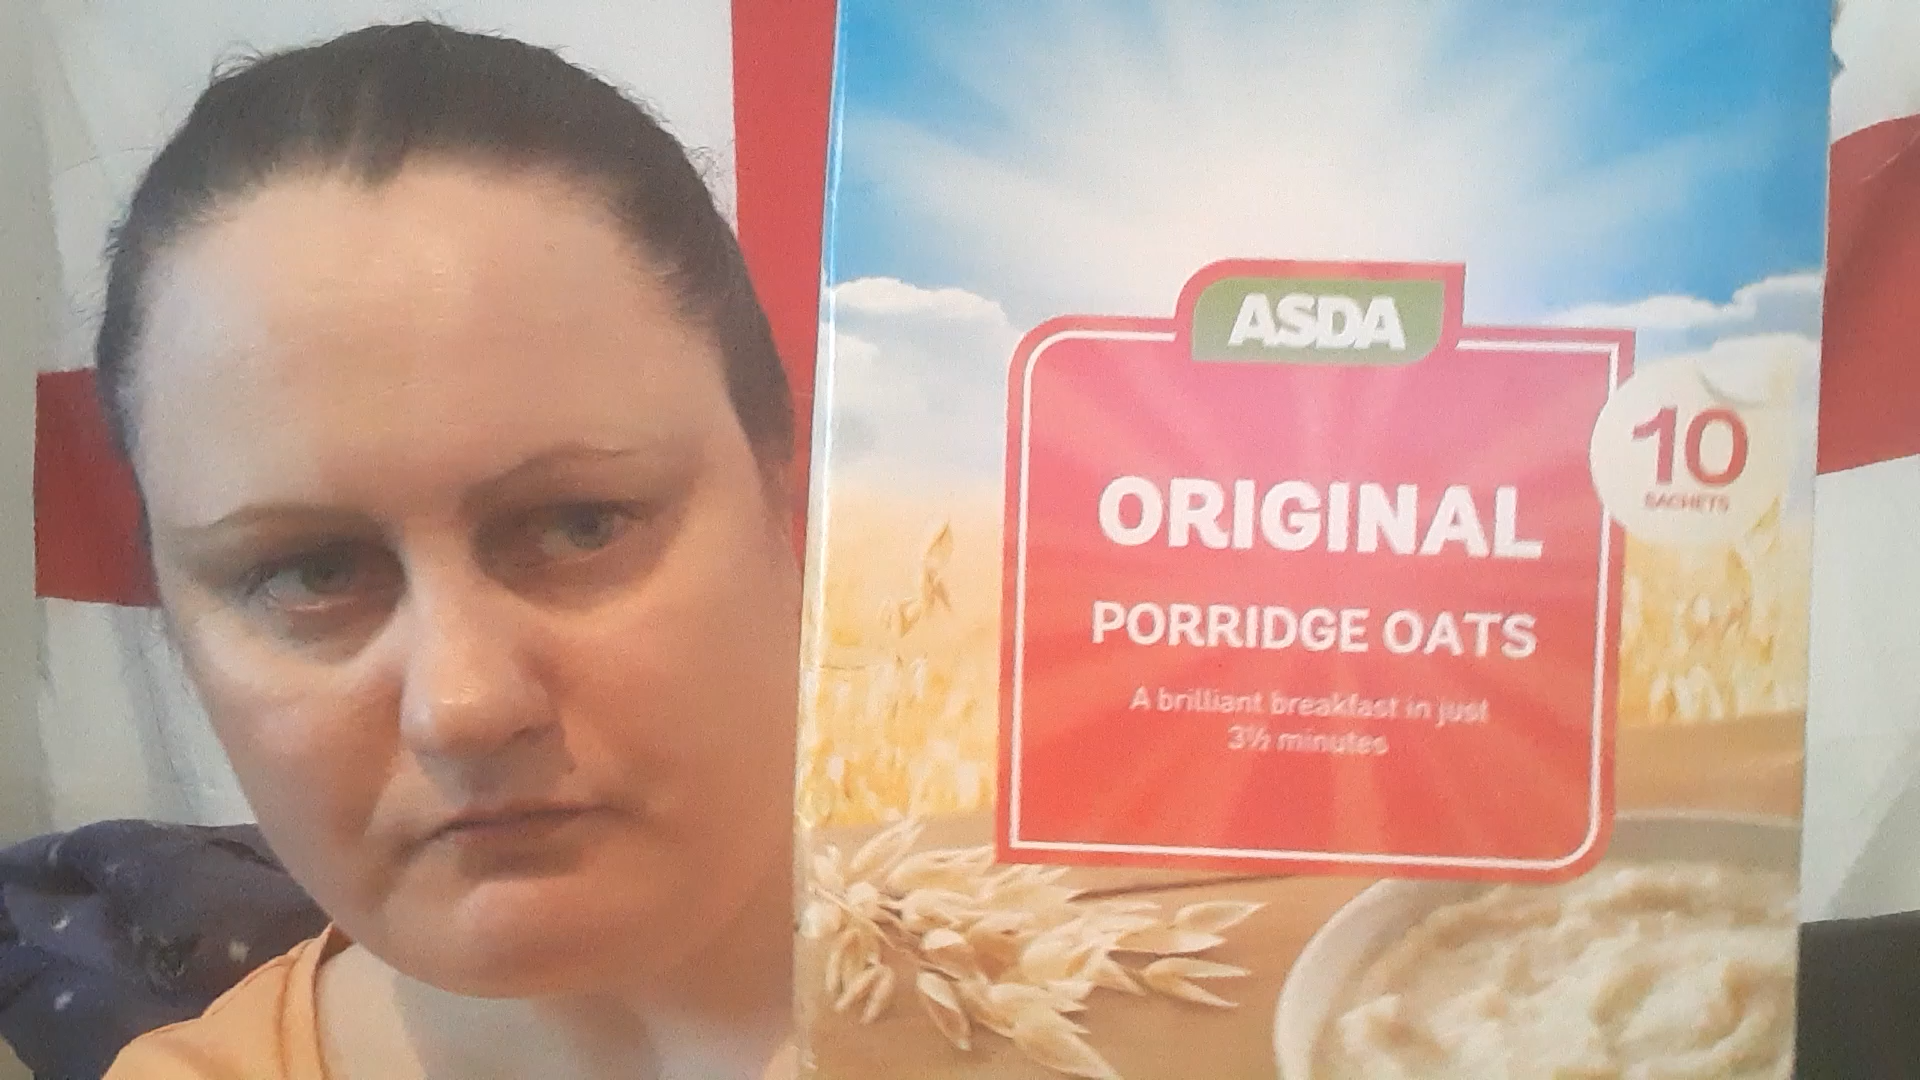 ASDA
ORIGINAL
PORRIDGE OATS
A brilliant breakfast in just
3½ minutes
10
SACHETS